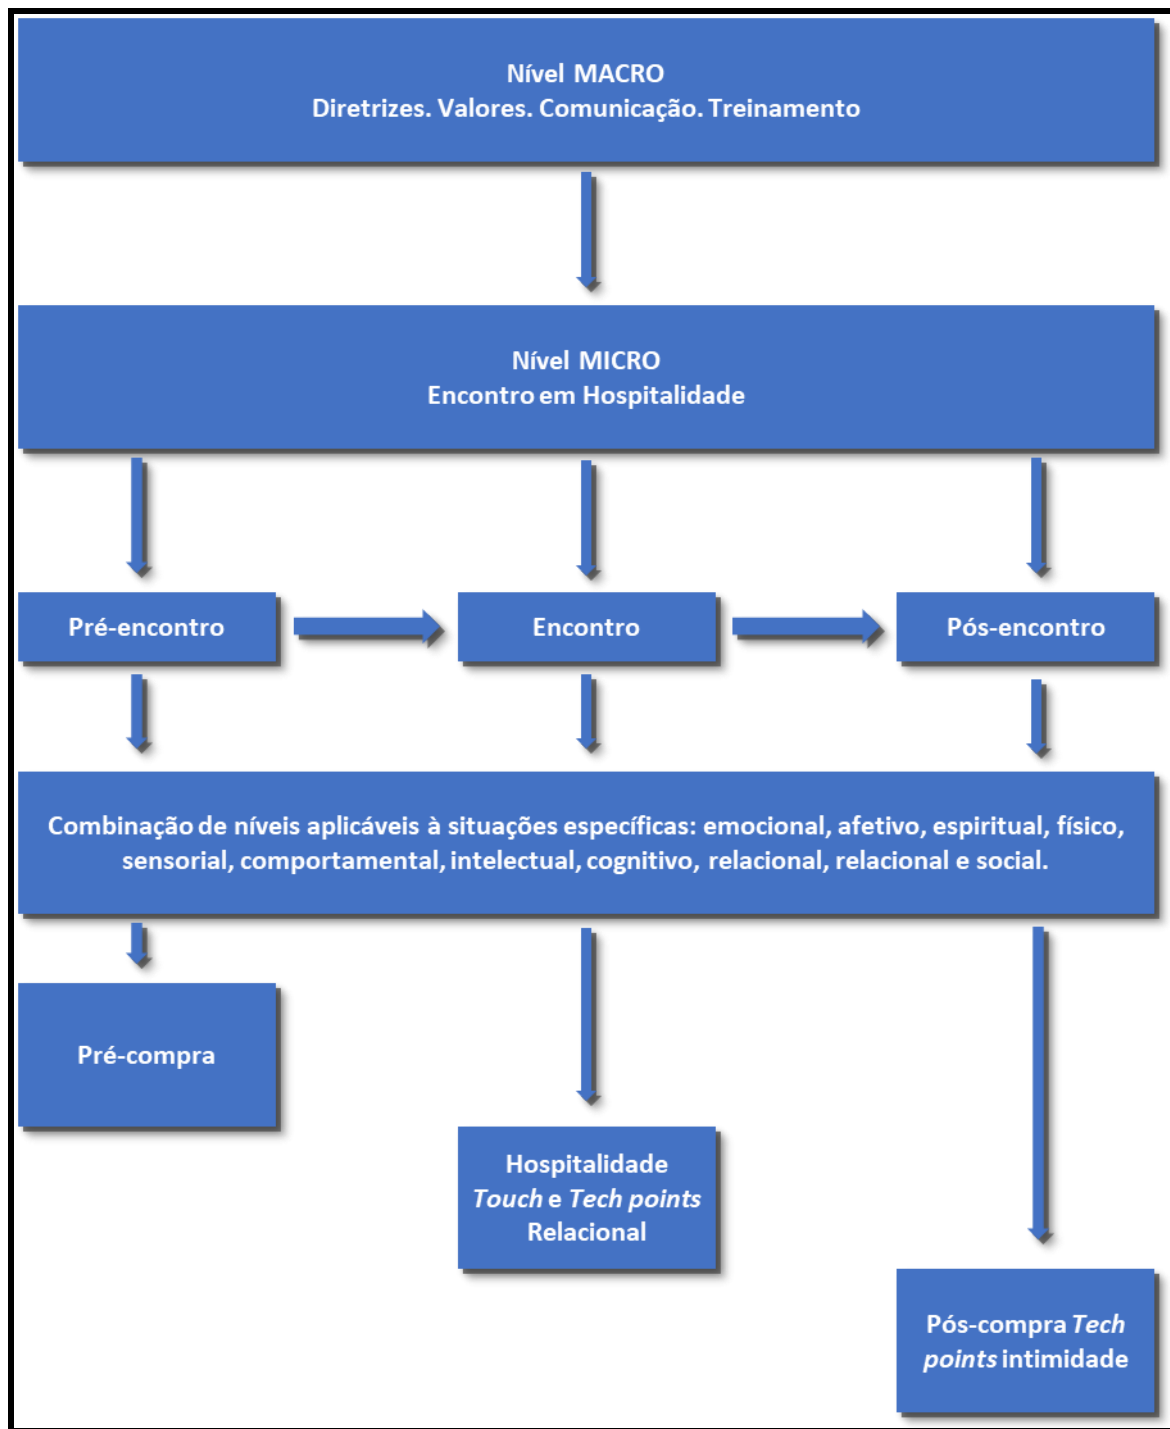 Nível MACRO
Diretrizes. Valores. Comunicação. Treinamento
Nível MICRO
Encontro em Hospitalidade
Pré-encontro
Encontro
Pós-encontro
Combinação de níveis aplicáveis à situações específicas: emocional, afetivo, espiritual, físico,
sensorial, comportamental, intelectual, cognitivo, relacional, relacional e social.
Pré-compra
Hospitalidade
Touch e Tech points
Relacional
Pós-compra Tech
points intimidade